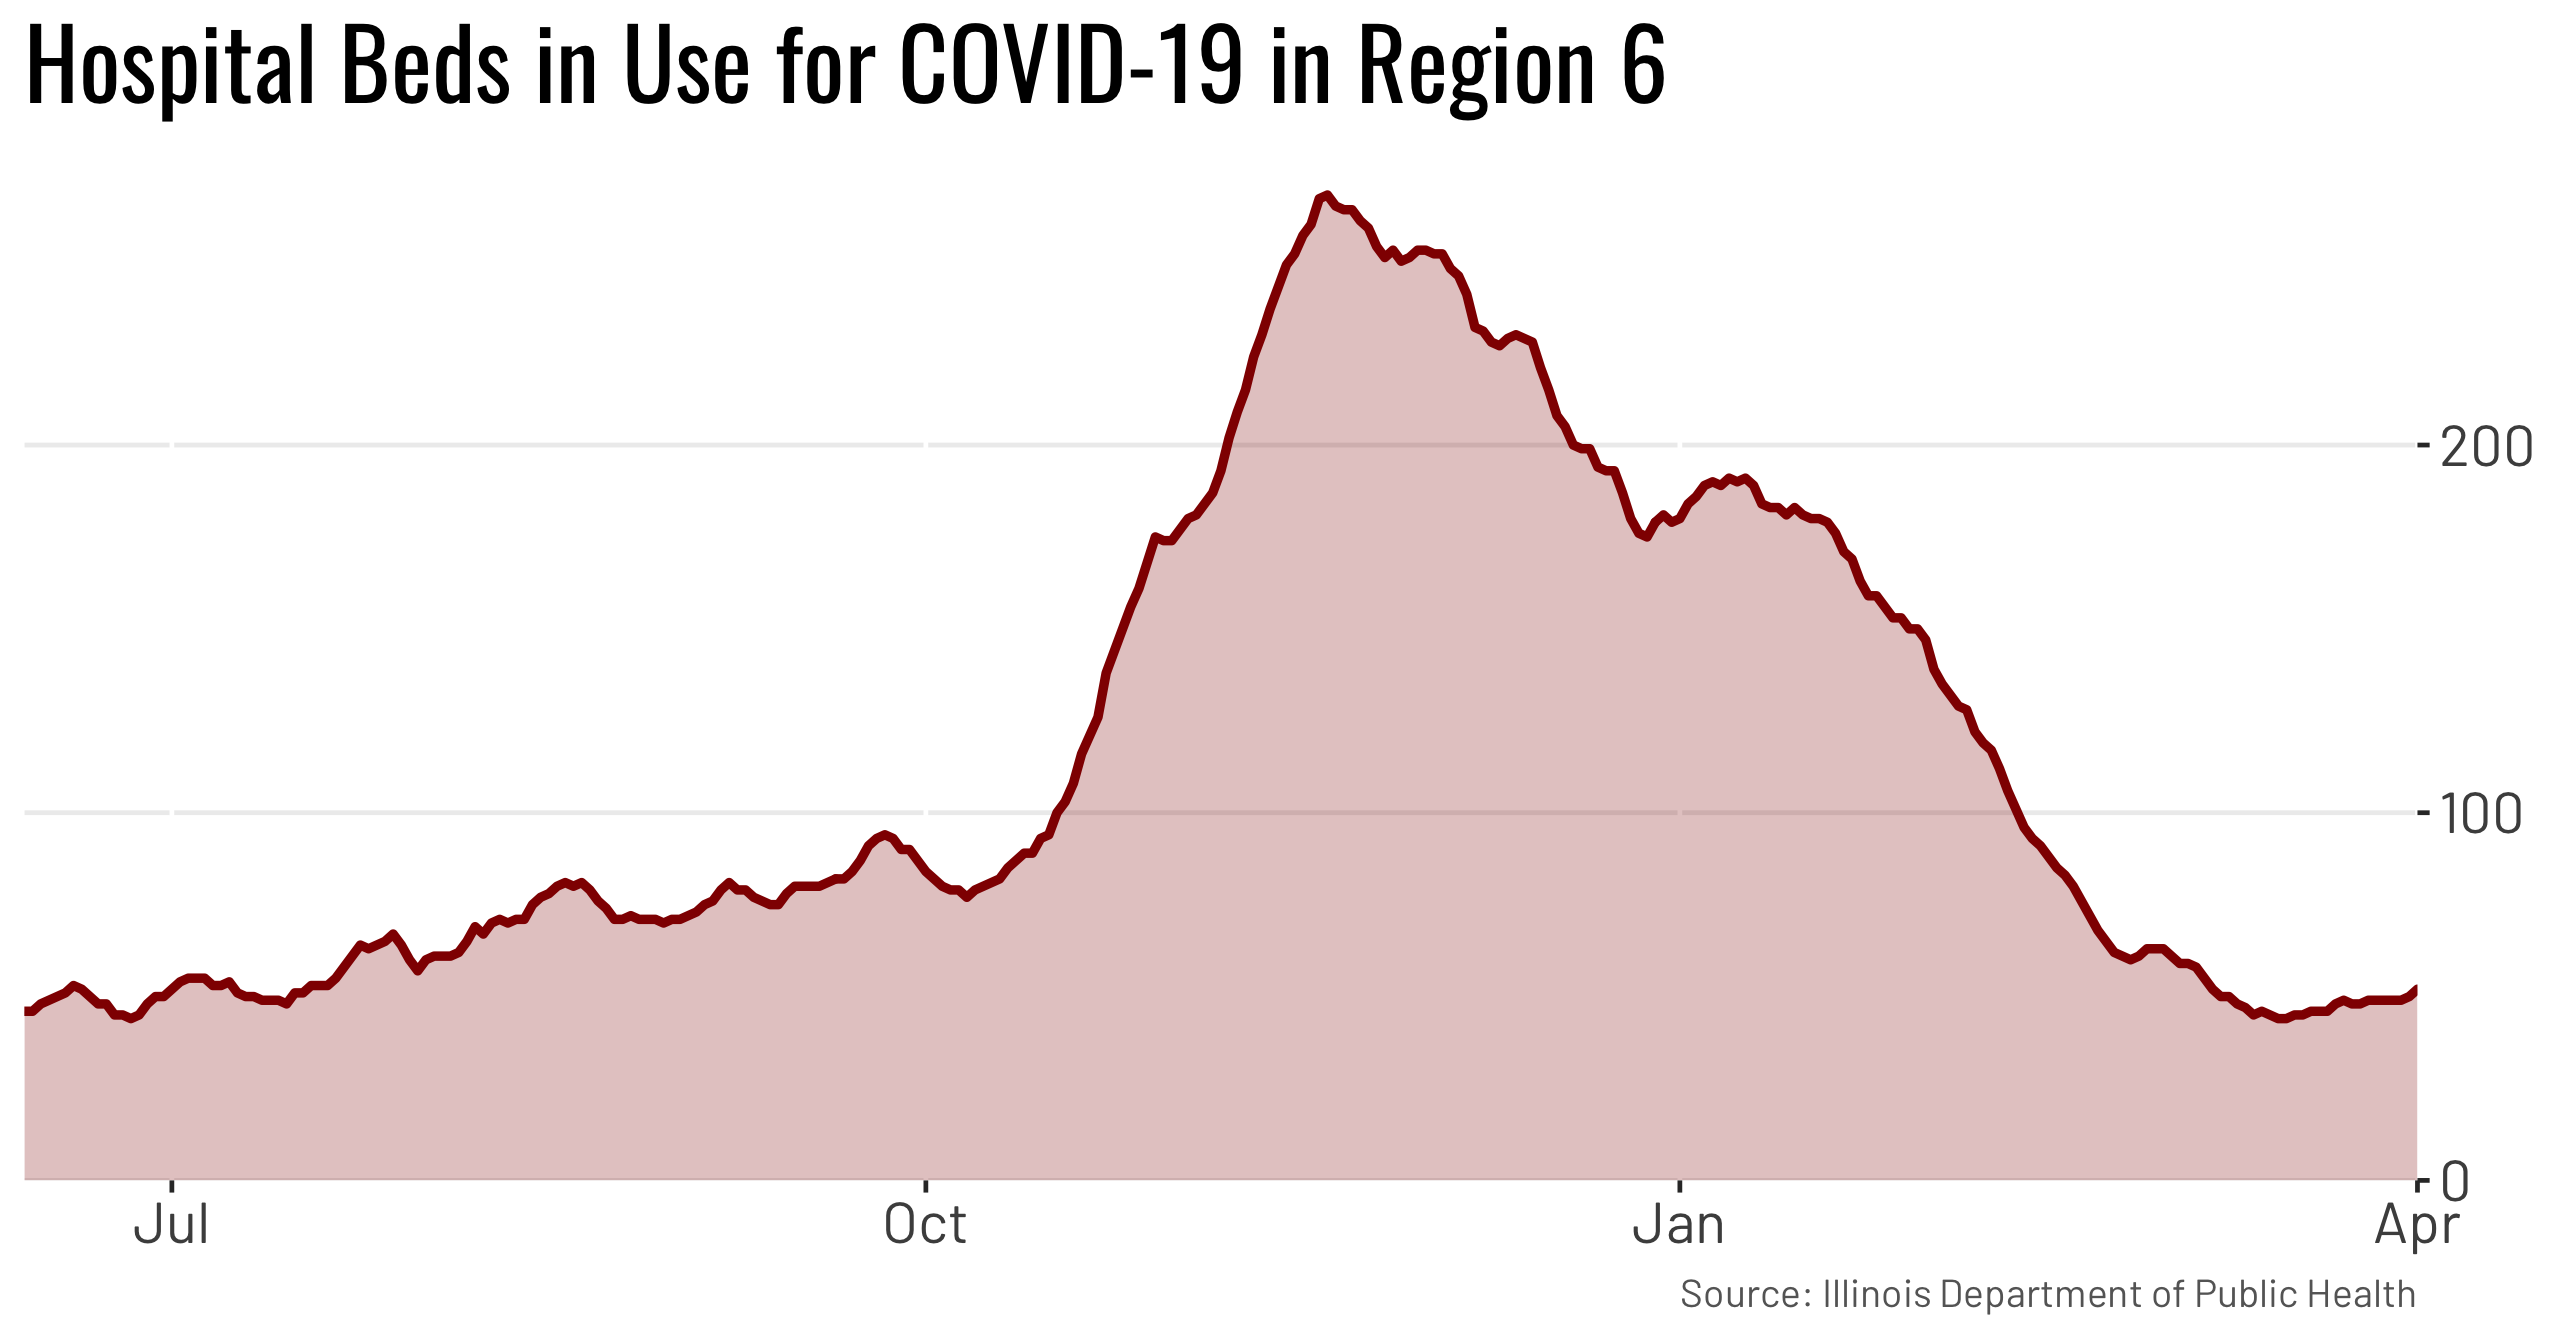 Hospital Beds in Use for COVID-19 in Region 6
200
100
0
Jul Oct Jan Apr
Source: Illinois Department of Public Health